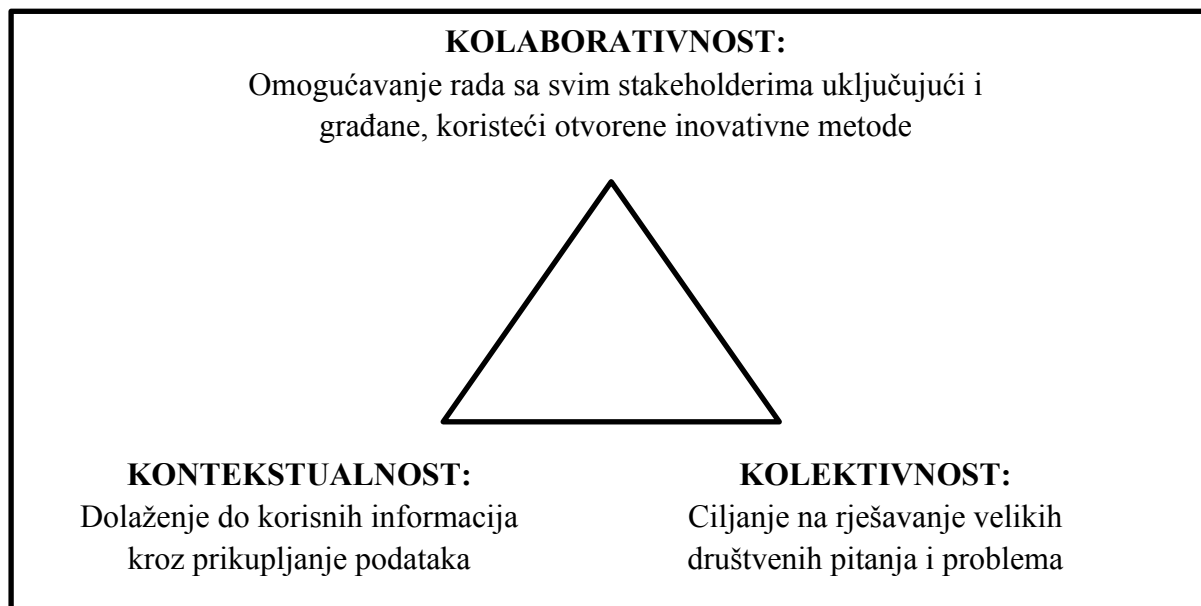 KOLABORATIVNOST:
Omogućavanje rada sa svim stakeholderima uključujući i
građane, koristeći otvorene inovativne metode
KONTEKSTUALNOST:
Dolaženje do korisnih informacija
kroz prikupljanje podataka
KOLEKTIVNOST:
Ciljanje na rješavanje velikih
društvenih pitanja i problema